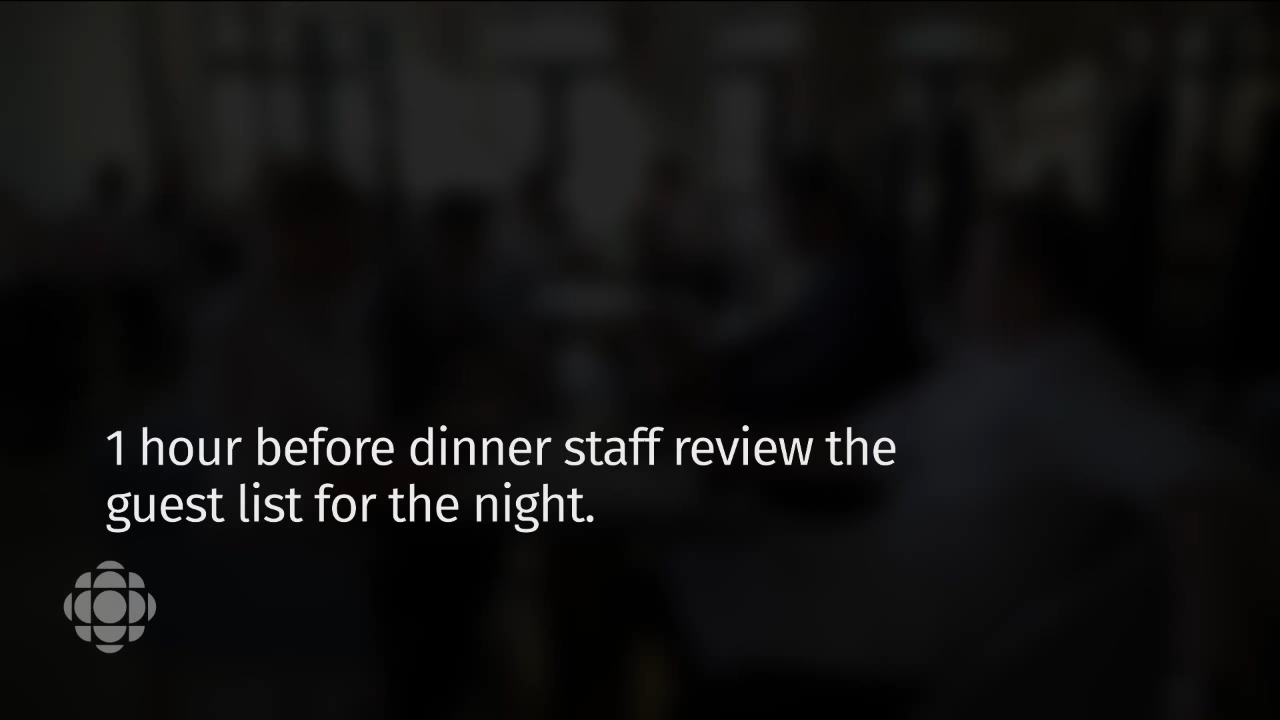 1 hour before dinner staff review the
guest list for the night.